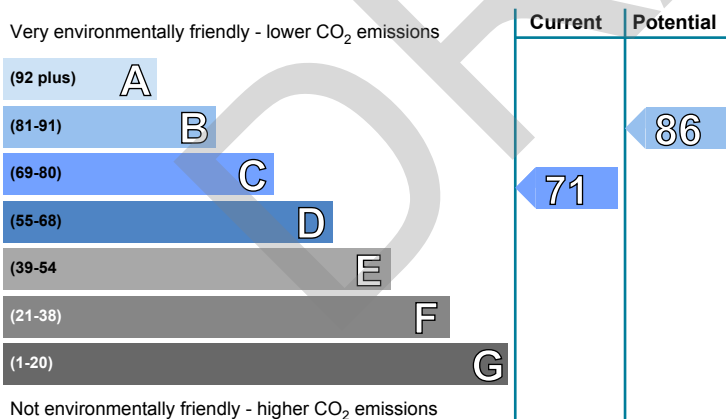 Current Potential
Very environmentally friendly - lower CO2 emissions
(92 plus) A
(81-91) B 86
(69-80) C 71
(55-68) D
(39-54 E
(21-38) F
(1-20) G
Not environmentally friendly - higher CO2 emissions